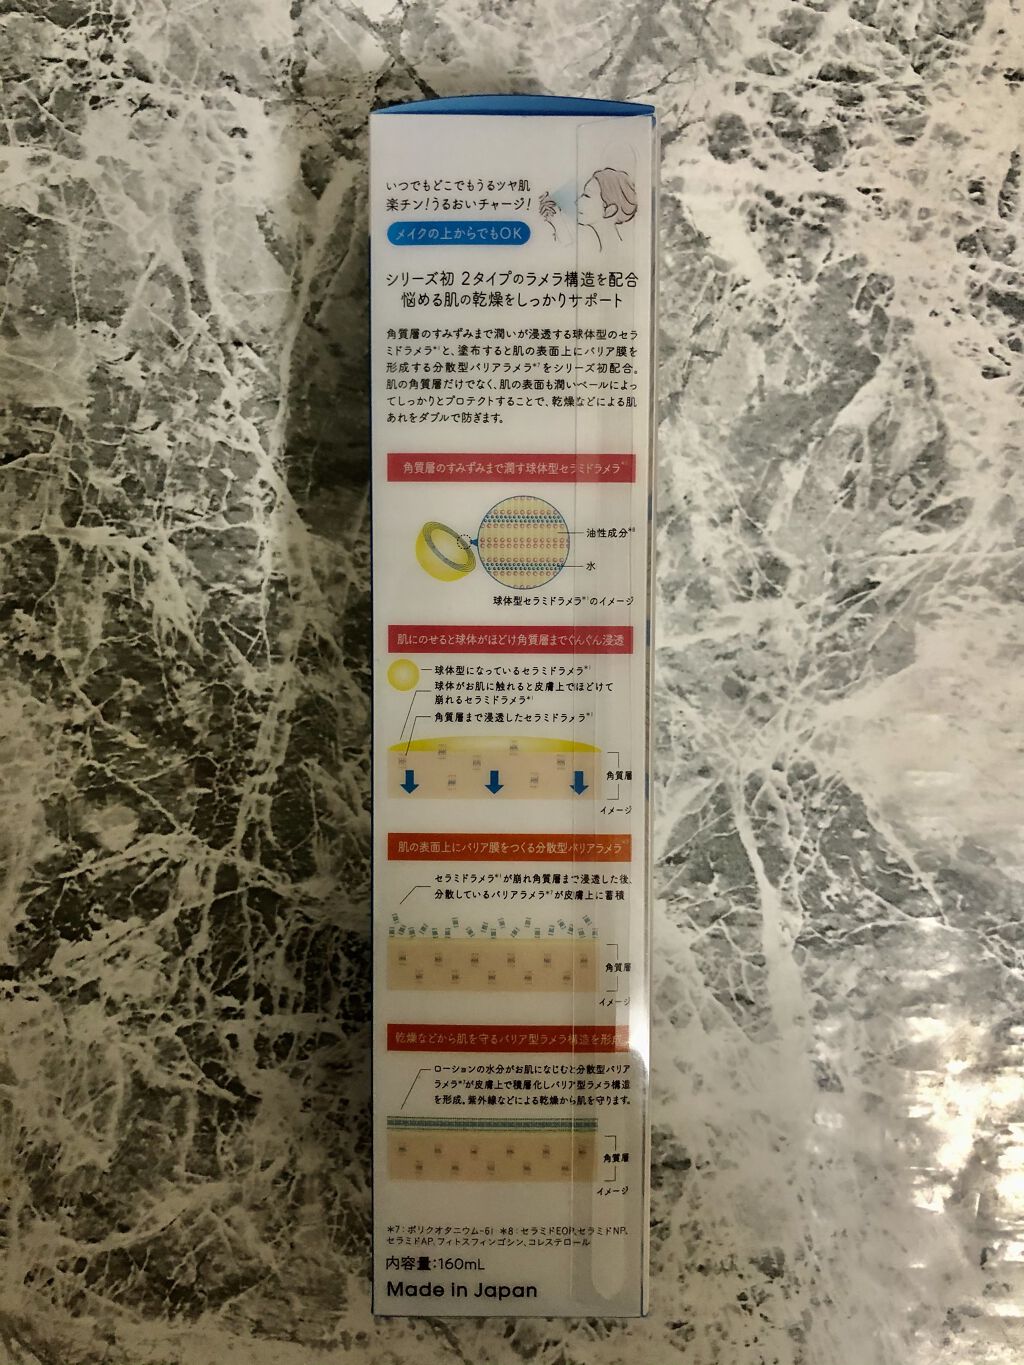 いつでもどこでもうるツヤ肌
楽チン!うるおいチャージ!
メイクの上からでもOK
シリーズ初 2タイプのラメラ構造を配合
悩める肌の乾燥をしっかりサポート
角質層のすみずみまで潤いが浸透する球体型のセラ
ミドラメラ*¹と、塗布すると肌の表面上にバリア膜を
形成する分散型バリアラメラ*⁷をシリーズ初配合。
肌の角質層だけでなく、肌の表面も潤いベールによっ
てしっかりとプロテクトすることで、乾燥などによる肌
あれをダブルで防ぎます。
角質層のすみずみまで潤す球体型セラミドラメラ*¹
油性成分*⁸
水
球体型セラミドラメラ*¹のイメージ
肌にのせると球体がほどけ角質層までぐんぐん浸透
球体型になっているセラミドラメラ*¹
球体がお肌に触れると皮膚上でほどけて
崩れるセラミドラメラ*¹
角質層まで浸透したセラミドラメラ*¹
角質層
イメージ
肌の表面上にバリア膜をつくる分散型バリアラメラ*⁷
セラミドラメラ*¹が崩れ角質層まで浸透した後、
分散しているバリアラメラ*⁷が皮膚上に蓄積
角質層
イメージ
乾燥などから肌を守るバリア型ラメラ構造を形成
ローションの水分がお肌になじむと分散型バリア
ラメラ*⁷が皮膚上で積層化しバリア型ラメラ構造
を形成。紫外線などによる乾燥から肌を守ります。
角質層
イメージ
*7:ポリクオタニウム-61 *8:セラミドEOP、セラミドNP、
セラミドAP、フィトスフィンゴシン、コレステロール
内容量:160mL
Made in Japan